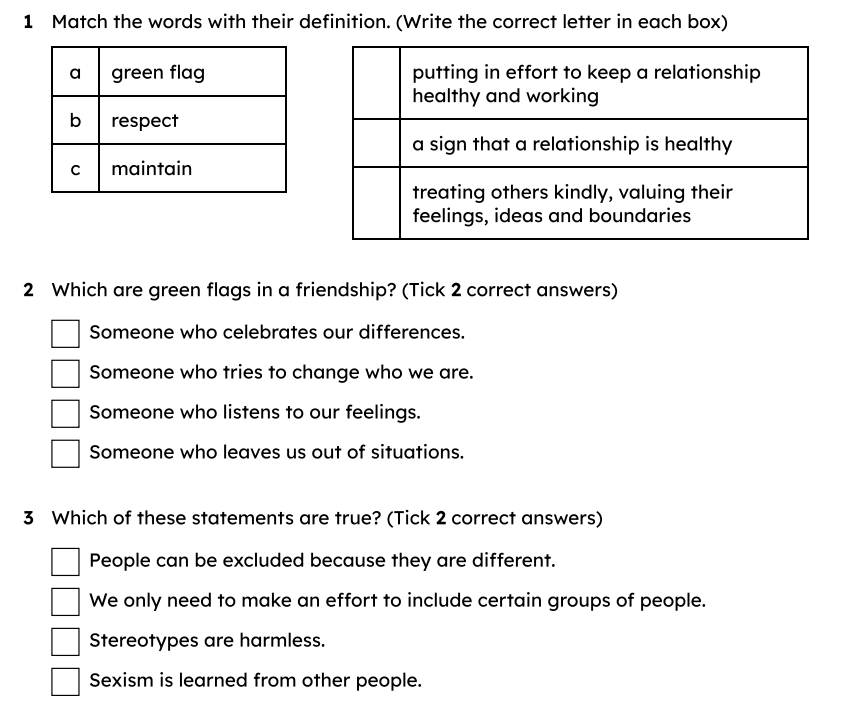 1 Match the words with their definition. (Write the correct letter in each box)
a green flag
b respect
c maintain
putting in effort to keep a relationship
healthy and working
a sign that a relationship is healthy
treating others kindly, valuing their
feelings, ideas and boundaries
2 Which are green flags in a friendship? (Tick 2 correct answers)
Someone who celebrates our differences.
Someone who tries to change who we are.
Someone who listens to our feelings.
Someone who leaves us out of situations.
3 Which of these statements are true? (Tick 2 correct answers)
People can be excluded because they are different.
We only need to make an effort to include certain groups of people.
Stereotypes are harmless.
Sexism is learned from other people.